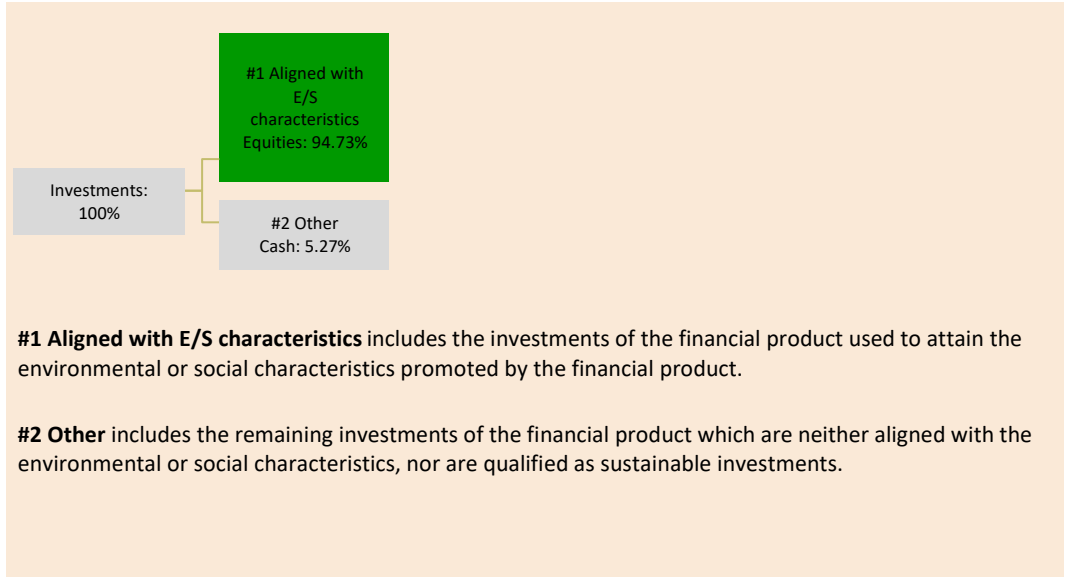 #1 Aligned with
E/S
characteristics
Equities: 94.73%
Investments:
100%
#2 Other
Cash: 5.27%
#1 Aligned with E/S characteristics includes the investments of the financial product used to attain the
environmental or social characteristics promoted by the financial product.
#2 Other includes the remaining investments of the financial product which are neither aligned with the
environmental or social characteristics, nor are qualified as sustainable investments.